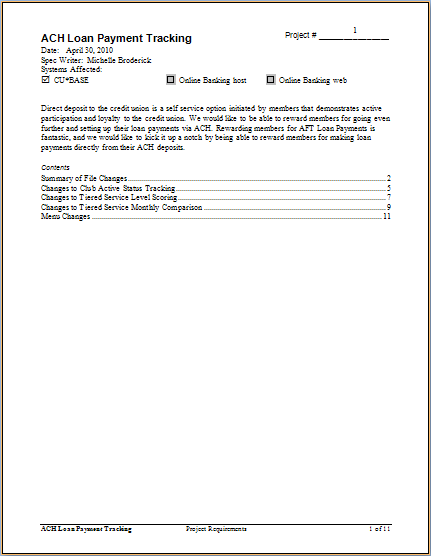 ACH Loan Payment Tracking
Project # 1
Date: April 30, 2010
Spec Writer: Michelle Broderick
Systems Affected:
☑ CU*BASE Online Banking host Online Banking web
Direct deposit to the credit union is a self service option initiated by members that demonstrates active
participation and loyalty to the credit union. We would like to be able to reward members for going even
further and setting up their loan payments via ACH. Rewarding members for AFT Loan Payments is
fantastic, and we would like to kick it up a notch by being able to reward members for making loan
payments directly from their ACH deposits.
Contents
Summary of File Changes 2
Changes to Club Active Status Tracking 5
Changes to Tiered Service Level Scoring 7
Changes to Tiered Service Monthly Comparison 9
Menu Changes 11
ACH Loan Payment Tracking Project Requirements 1 of 11